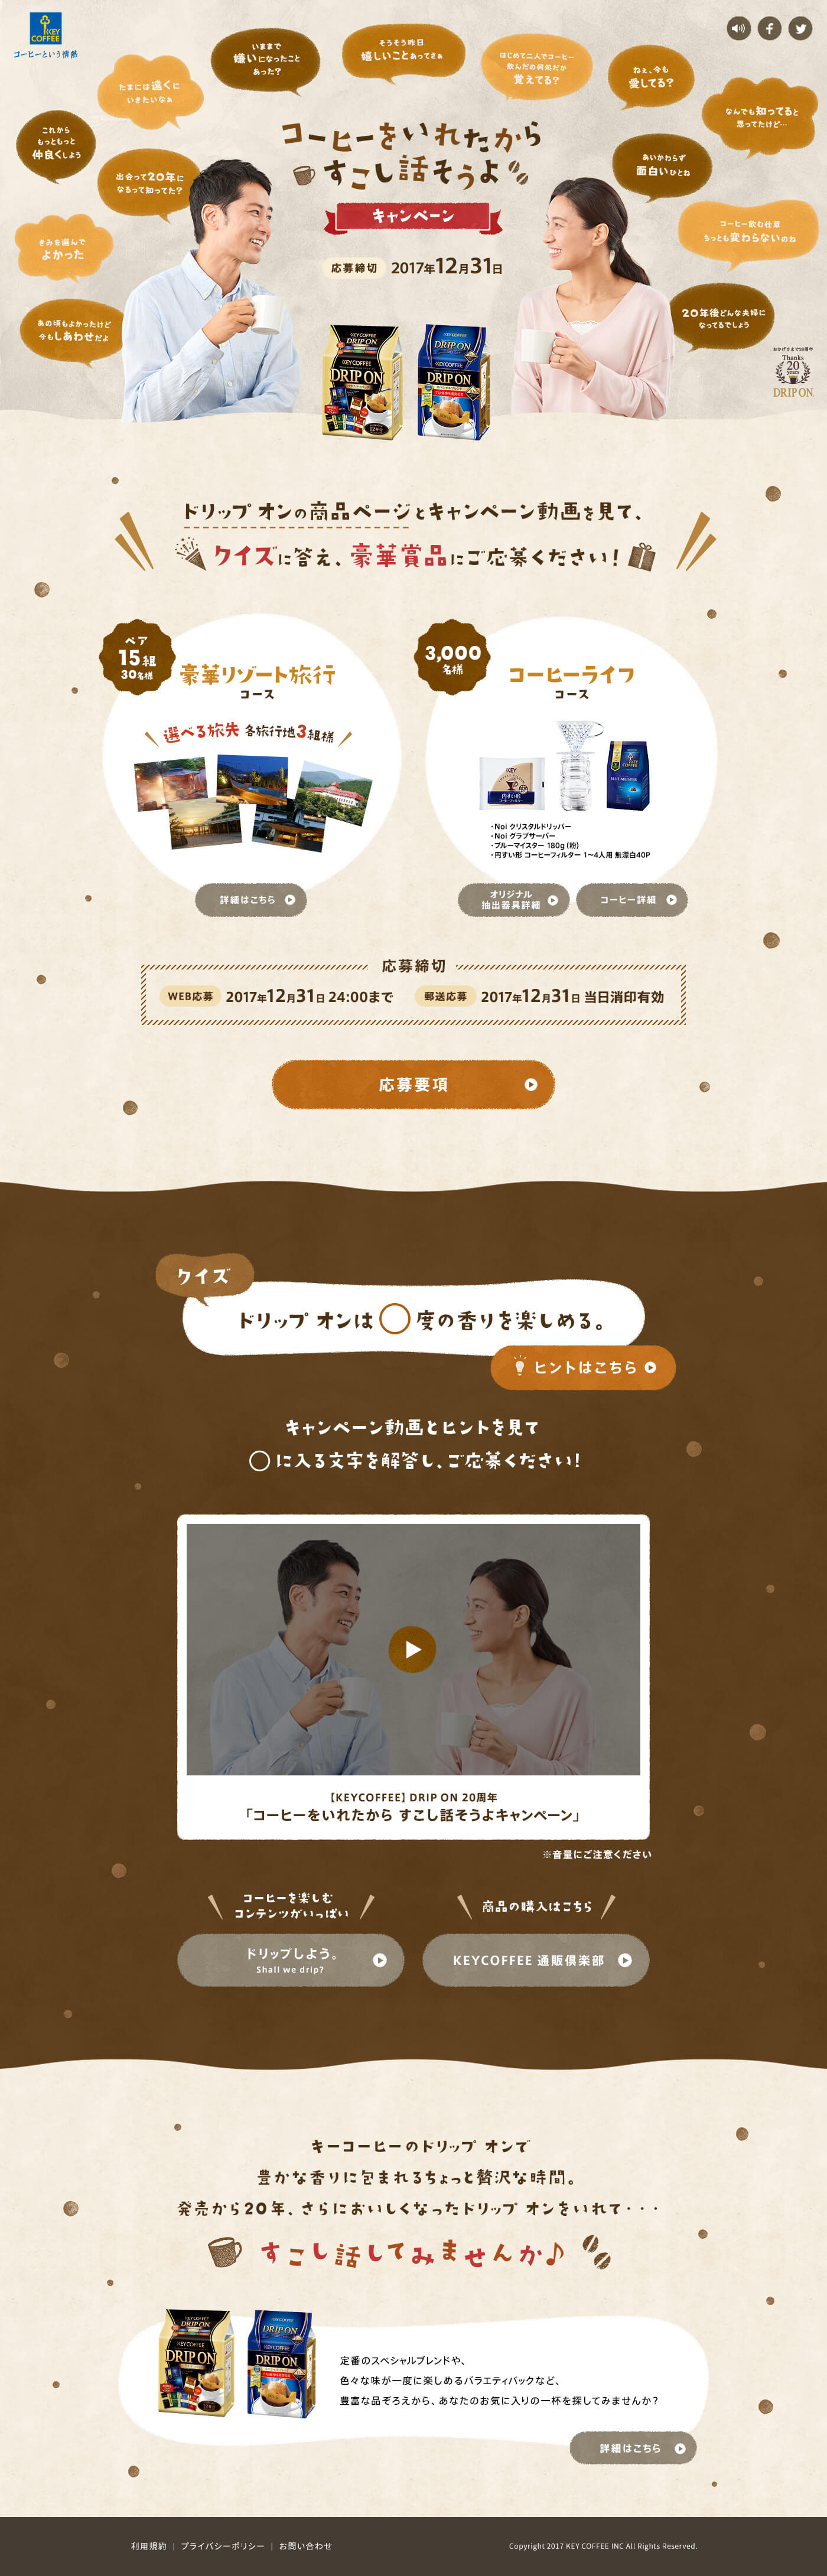 KEY
COFFEE
コーヒーという情熱
いままで
嫌いになったこと
あった?
そうそう昨日
嬉しいことあってさぁ
はじめて二人でコーヒー
飲んだの何処だか
覚えてる?
ねぇ、今も
愛してる?
たまには遠くに
いきたいなぁ
なんでも知ってると
思ってたけど…
これから
もっともっと
仲良くしよう
出会って20年に
なるって知ってた?
あいかわらず
面白いひとね
きみを選んで
よかった
コーヒー飲む仕草
ちっとも変わらないのね
あの頃もよかったけど
今もしあわせだよ
20年後どんな夫婦に
なってるでしょう
コーヒーをいれたから
すこし話そうよ
キャンペーン
応募締切 2017年12月31日
KEYCOFFEE
DRIP ON
KEYCOFFEE
DRIP ON
おかげさまで20周年
Thanks
20
years
DRIP ON
ドリップ オンの商品ページとキャンペーン動画を見て、
クイズに答え、豪華賞品にご応募ください!
ペア
15組
30名様
豪華リゾート旅行
コース
選べる旅先 各旅行地3組様
詳細はこちら
3,000
名様
コーヒーライフ
コース
・Noi クリスタルドリッパー
・Noi グラブサーバー
・ブルーマイスター 180g (粉)
・円すい形 コーヒーフィルター 1~4人用 無漂白40P
オリジナル
抽出器具詳細
コーヒー詳細
応募締切
WEB応募 2017年12月31日 24:00まで 郵送応募 2017年12月31日 当日消印有効
応募要項
クイズ
ドリップ オンは◯度の香りを楽しめる。
ヒントはこちら
キャンペーン動画とヒントを見て
◯に入る文字を解答し、ご応募ください!
【KEYCOFFEE】DRIP ON 20周年
「コーヒーをいれたから すこし話そうよキャンペーン」
※音量にご注意ください
コーヒーを楽しむ
コンテンツがいっぱい
ドリップしよう。
Shall we drip?
商品の購入はこちら
KEYCOFFEE 通販倶楽部
キーコーヒーのドリップ オンで
豊かな香りに包まれるちょっと贅沢な時間。
発売から20年、さらにおいしくなったドリップ オンをいれて・・・
すこし話してみませんか♪
KEYCOFFEE
DRIP ON
KEYCOFFEE
DRIP ON
定番のスペシャルブレンドや、
色々な味が一度に楽しめるバラエティパックなど、
豊富な品ぞろえから、あなたのお気に入りの一杯を探してみませんか?
詳細はこちら
利用規約 | プライバシーポリシー | お問い合わせ
Copyright 2017 KEY COFFEE INC All Rights Reserved.